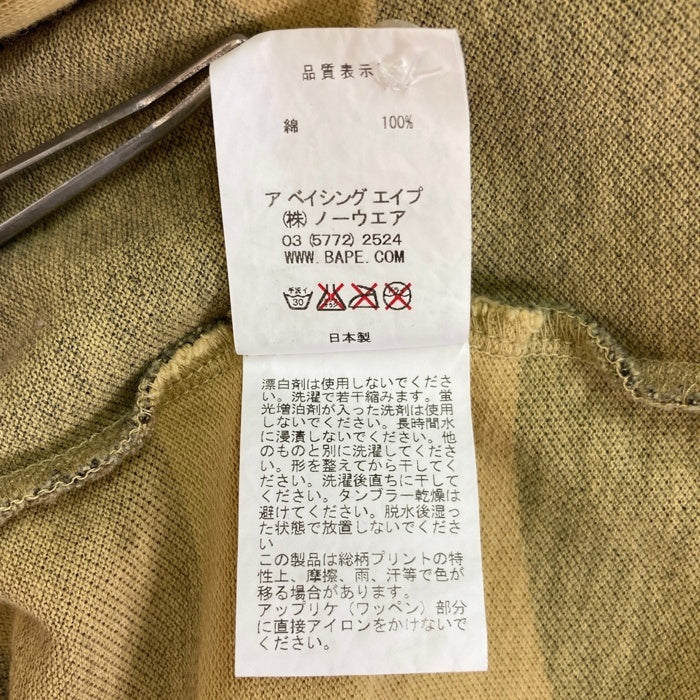 品質表示
綿 100%
ア ベイシング エイプ
(株) ノーウエア
03 (5772) 2524
WWW. BAPE. COM
手洗イ
30
ドライ
日本製
漂白剤は使用しないでくださ
い。洗濯で若干縮みます。蛍
光増泊剤が入った洗剤は使用
しないでください。長時間水
に浸漬しないでください。他
のものと別に洗濯してくださ
い。形を整えてから干してく
ださい。洗濯後直ちに干して
ください。タンブラー乾燥は
避けてください。脱水後湿っ
た状態で放置しないでくださ
い
この製品は総柄プリントの特
性上、摩擦、雨、汗等で色が
移る場合があります。
アップリケ（ワッペン）部分
に直接アイロンをかけないで
ください。